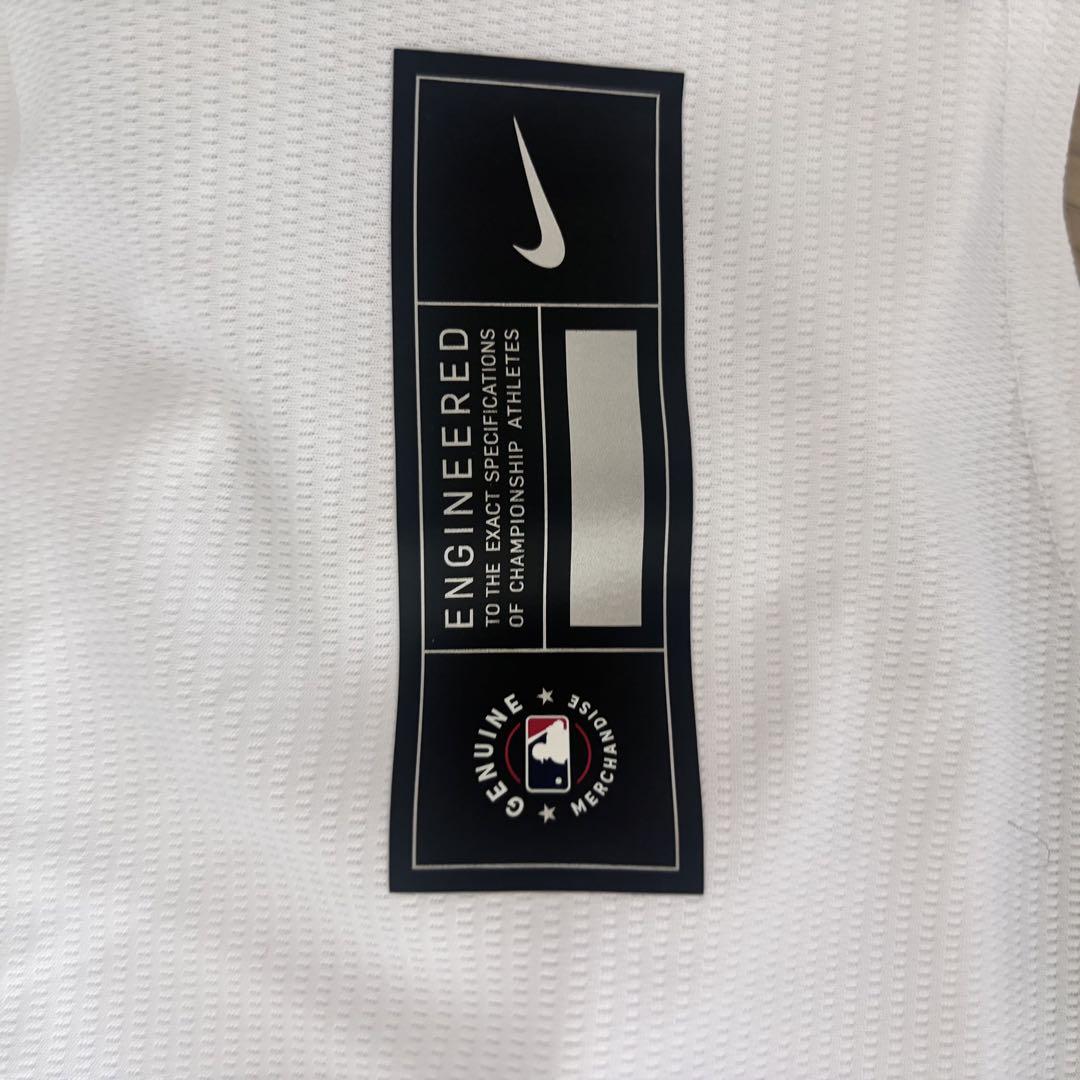 ENGINEERED
TO THE EXACT SPECIFICATIONS
OF CHAMPIONSHIP ATHLETES
GENUINE
MERCHANDISE